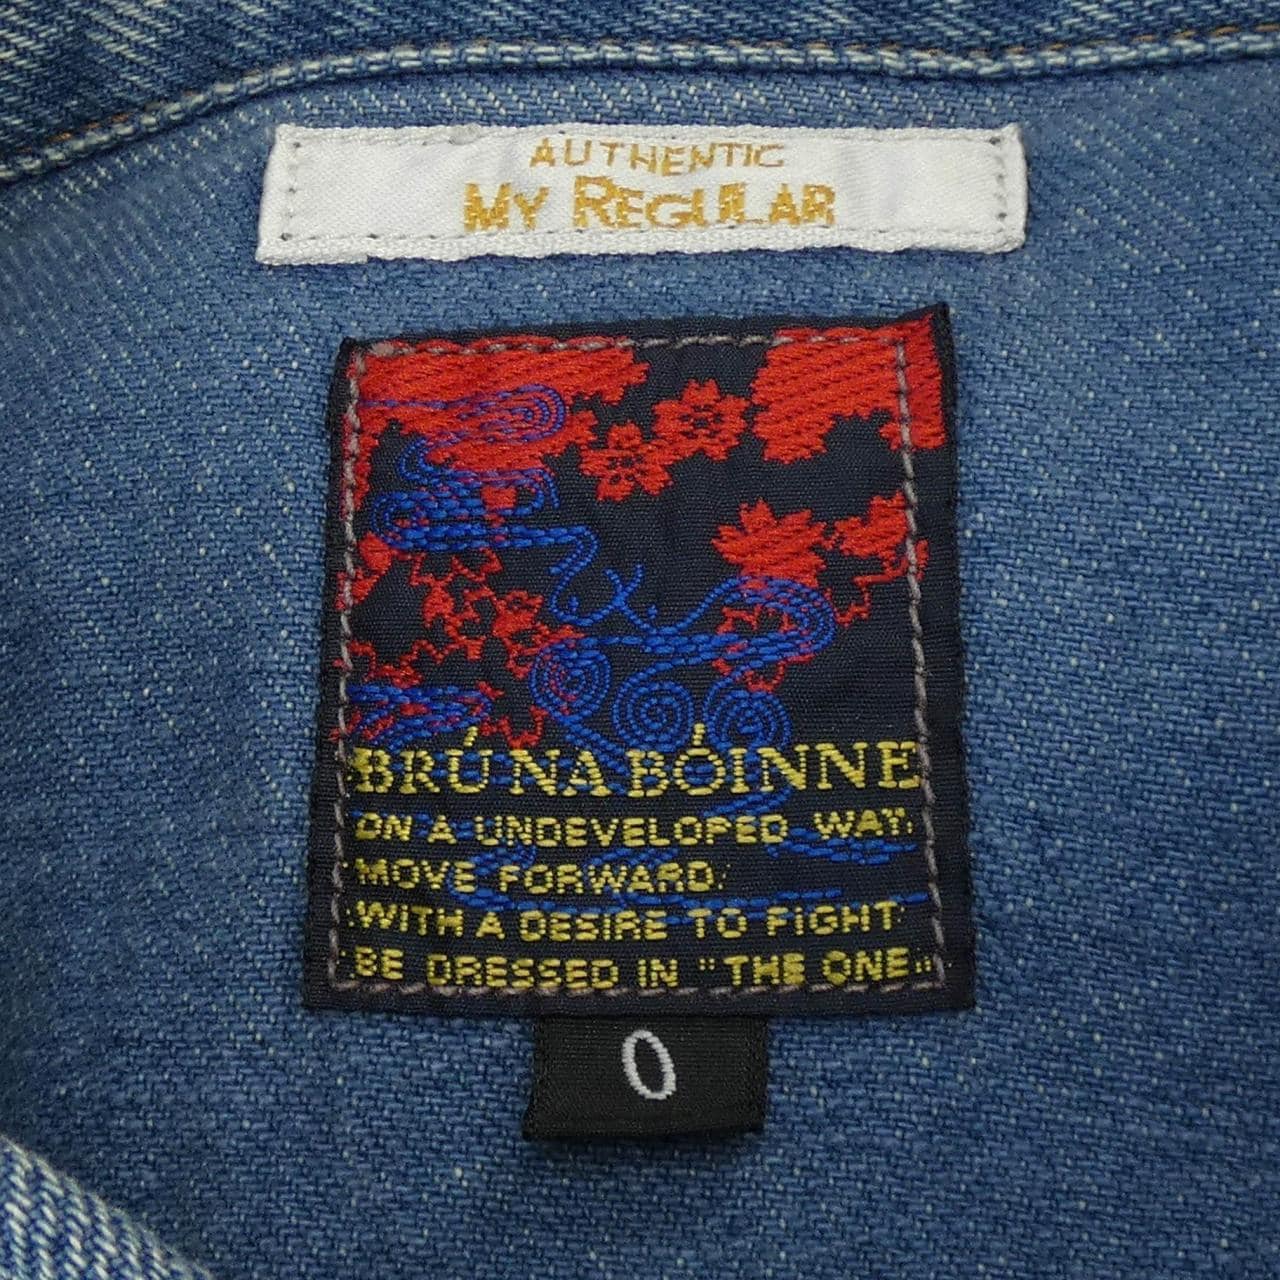 AUTHENTIC
MY REGULAR
BRÚ NA BÓINNE
ON A UNDEVELOPED WAY.
MOVE FORWARD.
WITH A DESIRE TO FIGHT
BE DRESSED IN "THE ONE"
0